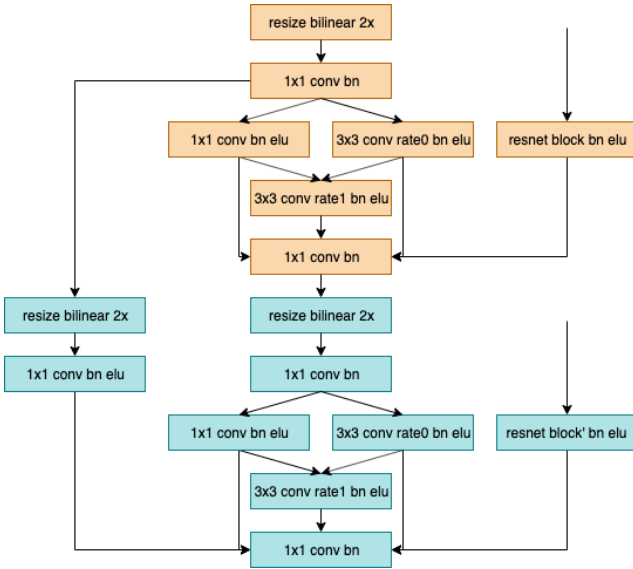 resize bilinear 2x
1x1 conv bn
1x1 conv bn elu
3x3 conv rate0 bn elu
resnet block bn elu
3x3 conv rate1 bn elu
1x1 conv bn
resize bilinear 2x
resize bilinear 2x
1x1 conv bn elu
1x1 conv bn
1x1 conv bn elu
3x3 conv rate0 bn elu
resnet block' bn elu
3x3 conv rate1 bn elu
1x1 conv bn